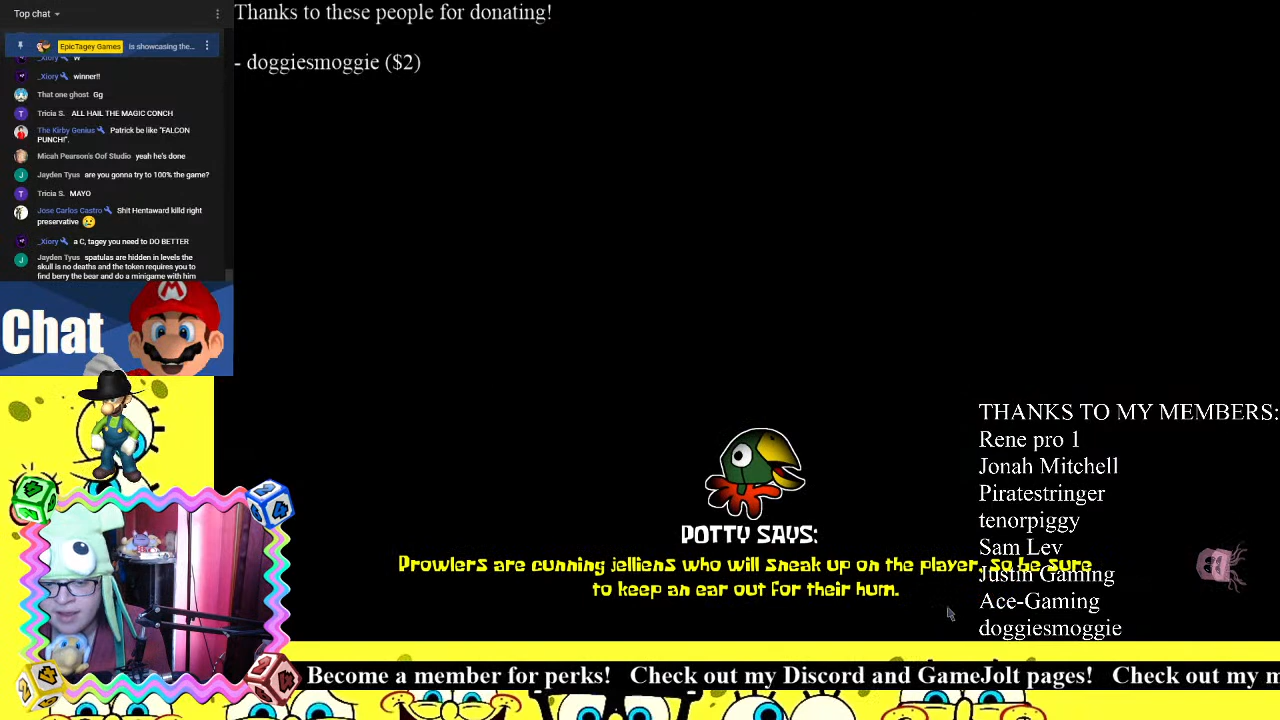 Top chat
EpicTagey Games is showcasing the...
_Xiory W
_Xiory winner!!
That one ghost Gg
Tricia S. ALL HAIL THE MAGIC CONCH
The Kirby Genius Patrick be like "FALCON
PUNCH!".
Micah Pearson's Oof Studio yeah he's done
Jayden Tyus are you gonna try to 100% the game?
Tricia S. MAYO
Jose Carlos Castro Shit Hentaward killd right
preservative 😢
_Xiory a C, tagey you need to DO BETTER
Jayden Tyus spatulas are hidden in levels the
skull is no deaths and the token requires you to
find berry the bear and do a minigame with him
Chat
Thanks to these people for donating!
- doggiesmoggie ($2)
POTTY SAYS:
Prowlers are cunning jelliens who will sneak up on the player, so be sure
to keep an ear out for their hum.
THANKS TO MY MEMBERS:
Rene pro 1
Jonah Mitchell
Piratestringer
tenorpiggy
Sam Lev
Justin Gaming
Ace-Gaming
doggiesmoggie
Become a member for perks! Check out my Discord and GameJolt pages! Check out my m